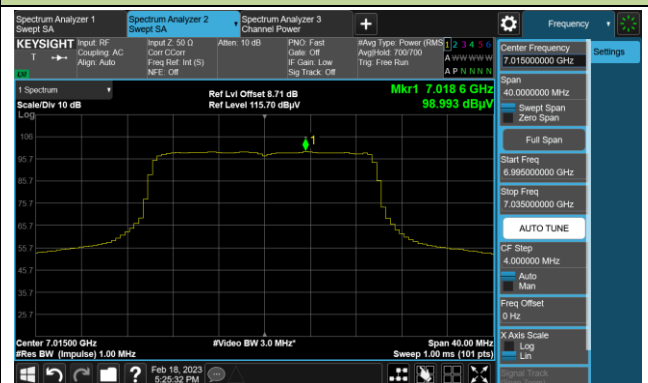 Spectrum Analyzer 1
Swept SA
Spectrum Analyzer 2
Swept SA
Spectrum Analyzer 3
Channel Power
Frequency
KEYSIGHT
Input: RF
Coupling: AC
Align: Auto
Input Z: 50 Ω
Corr CCorr
Freq Ref: Int (S)
NFE: Off
Atten: 10 dB
PNO: Fast
Gate: Off
IF Gain: Low
Sig Track: Off
#Avg Type: Power (RMS
Avg|Hold: 700/700
Trig: Free Run
1 2 3 4 5 6
A W W W W W
A P N N N N
Center Frequency
7.015000000 GHz
Settings
Span
40.0000000 MHz
Swept Span
Zero Span
Full Span
Start Freq
6.995000000 GHz
Stop Freq
7.035000000 GHz
AUTO TUNE
CF Step
4.000000 MHz
Auto
Man
Freq Offset
0 Hz
X Axis Scale
Log
Lin
Signal Track
1 Spectrum
Scale/Div 10 dB
Log
Ref Lvl Offset 8.71 dB
Ref Level 115.70 dBµV
Mkr1 7.018 6 GHz
98.993 dBµV
1
106
95.7
85.7
75.7
65.7
55.7
45.7
35.7
25.7
Center 7.01500 GHz
#Video BW 3.0 MHz*
Span 40.00 MHz
#Res BW (Impulse) 1.00 MHz
Sweep 1.00 ms (101 pts)
Feb 18, 2023
5:25:32 PM